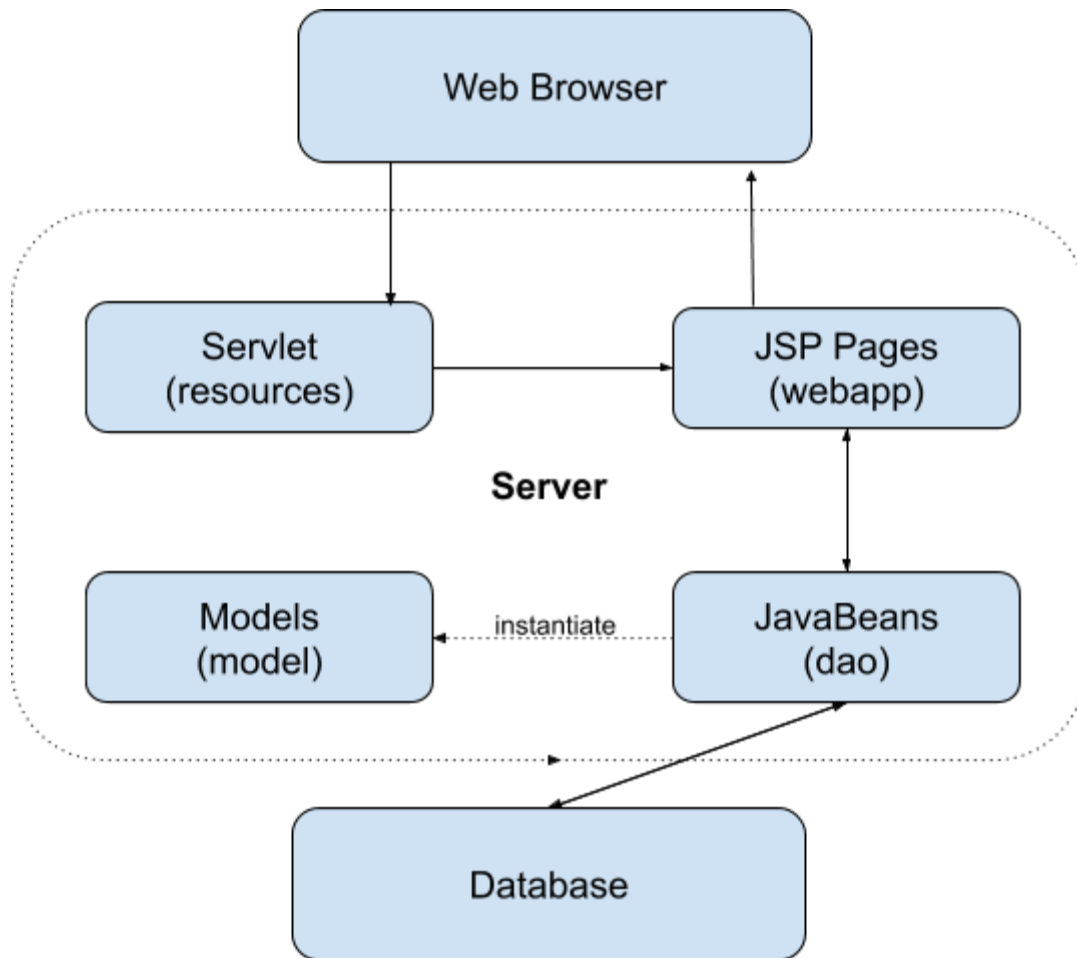 Web Browser
Servlet
(resources)
JSP Pages
(webapp)
Server
Models
(model)
instantiate
JavaBeans
(dao)
Database